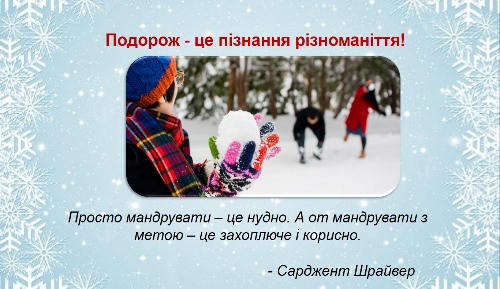 Подорож - це пізнання різноманіття!
Просто мандрувати – це нудно. А от мандрувати з
метою – це захоплюче і корисно.
- Сарджент Шрайвер